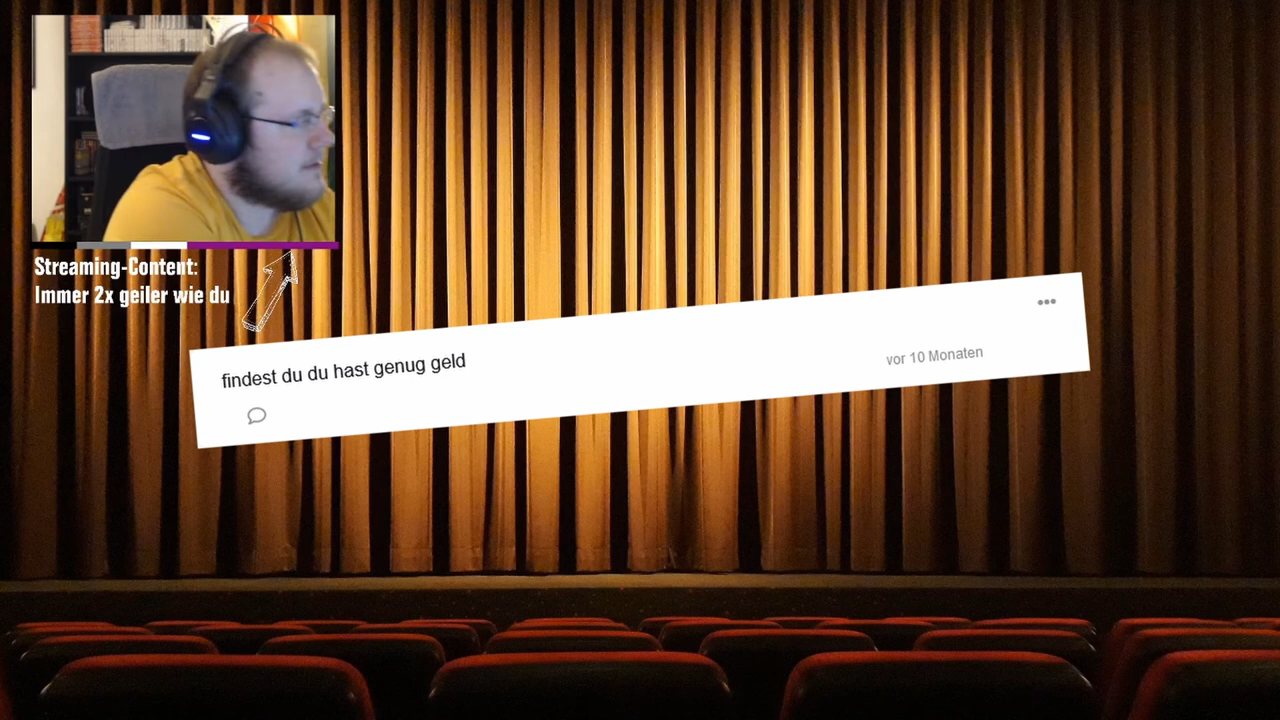 Streaming-Content:
Immer 2x geiler wie du
findest du du hast genug geld
vor 10 Monaten